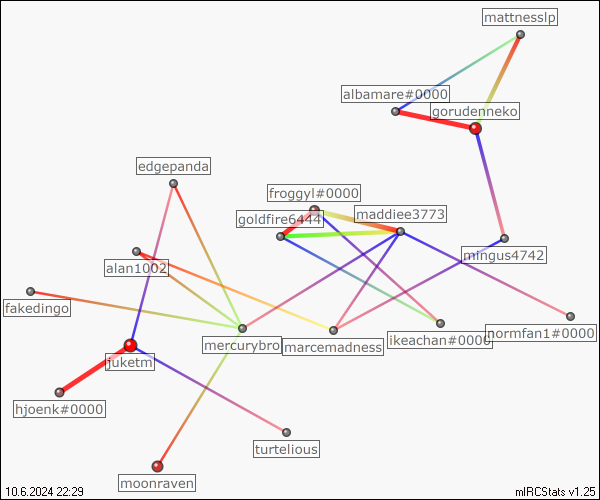 mattnesslp
albamare#0000
gorudenneko
edgepanda
froggyl#0000
goldfire6444
maddiee3773
mingus4742
alan1002
fakedingo
mercurybro
marcemadness
ikeachan#0000
normfan1#0000
juketm
hjoenk#0000
turtelious
moonraven
10.6.2024 22:29
mIRCStats v1.25